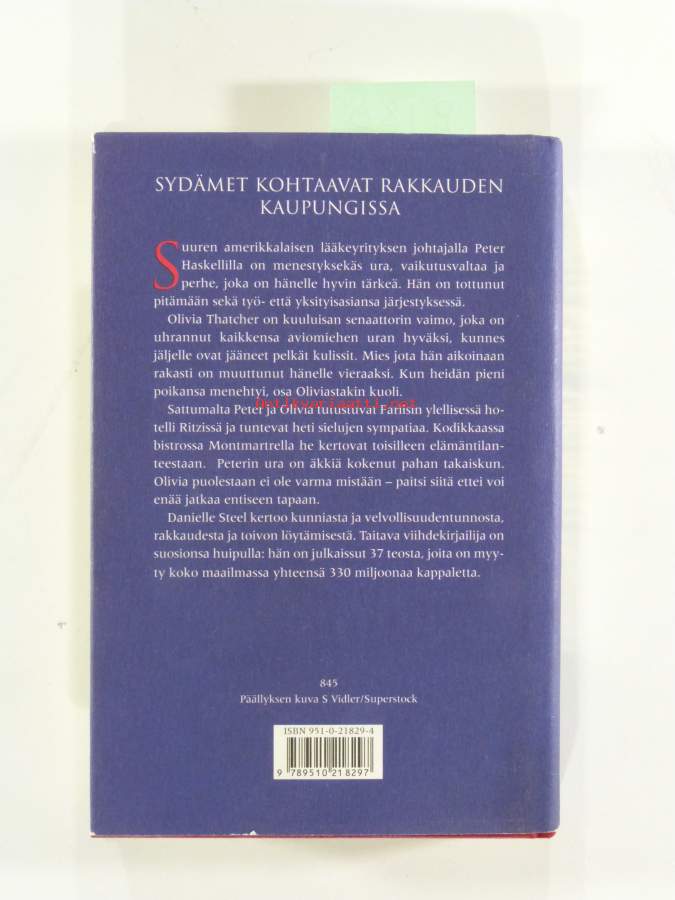 SYDÄMET KOHTAAVAT RAKKAUDEN
KAUPUNGISSA
Suuren amerikkalaisen lääkeyrityksen johtajalla Peter
Haskellilla on menestyksekäs ura, vaikutusvaltaa ja
perhe, joka on hänelle hyvin tärkeä. Hän on tottunut
pitämään sekä työ- että yksityisasiansa järjestyksessä.
Olivia Thatcher on kuuluisan senaattorin vaimo, joka on
uhrannut kaikkensa aviomiehen uran hyväksi, kunnes
jäljelle ovat jääneet pelkät kulissit. Mies jota hän aikoinaan
rakasti on muuttunut hänelle vieraaksi. Kun heidän pieni
poikansa menehtyi, osa Oliviastakin kuoli.
Antikvariaatti.net
Sattumalta Peter ja Olivia tutustuvat Pariisin ylellisessä ho-
telli Ritzissä ja tuntevat heti sielujen sympatiaa. Kodikkaassa
bistrossa Montmartrella he kertovat toisilleen elämäntilan-
teestaan. Peterin ura on äkkiä kokenut pahan takaiskun.
Olivia puolestaan ei ole varma mistään – paitsi siitä ettei voi
enää jatkaa entiseen tapaan.
Danielle Steel kertoo kunniasta ja velvollisuudentunnosta,
rakkaudesta ja toivon löytämisestä. Taitava viihdekirjailija on
suosionsa huipulla: hän on julkaissut 37 teosta, joita on myy-
ty koko maailmassa yhteensä 330 miljoonaa kappaletta.
845
Päällyksen kuva S Vidler/Superstock
ISBN 951-0-21829-4
9 789510 218297